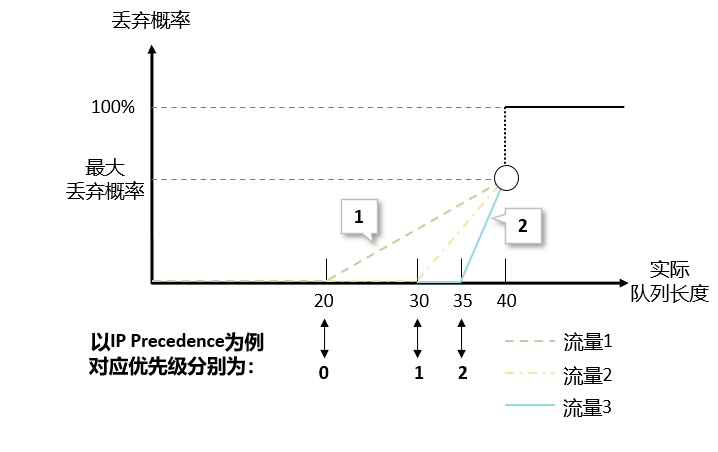 丢弃概率
100%
最大
丢弃概率
1
2
实际
队列长度
20
30
35
40
以IP Precedence为例
对应优先级分别为：
0
1
2
流量1
流量2
流量3